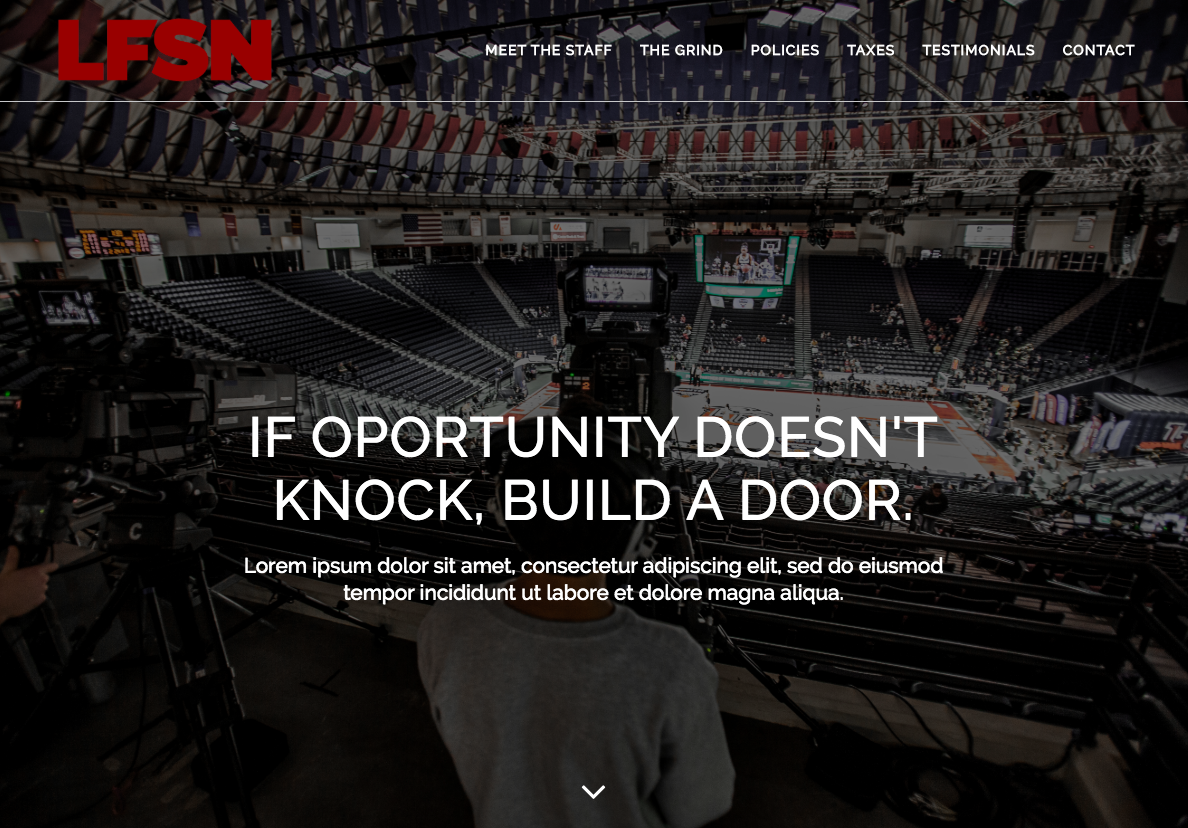 LFSN
MEET THE STAFF THE GRIND POLICIES TAXES TESTIMONIALS CONTACT
C
IF OPORTUNITY DOESN'T
KNOCK, BUILD A DOOR.
Lorem ipsum dolor sit amet, consectetur adipiscing elit, sed do eiusmod
tempor incididunt ut labore et dolore magna aliqua.